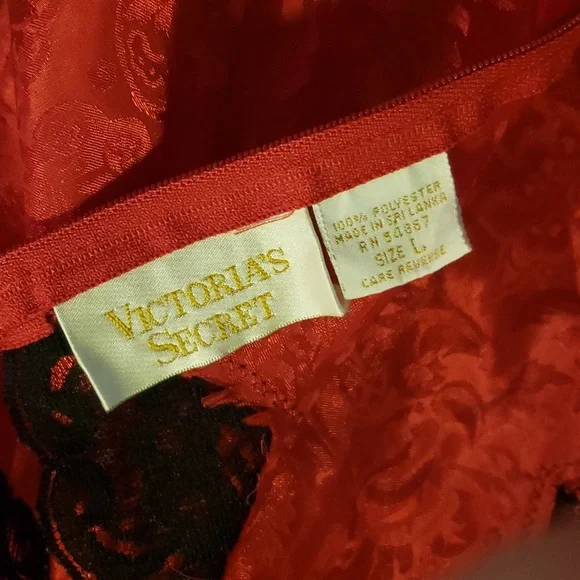 VICTORIA'S
SECRET
100% POLYESTER
MADE IN SRI LANKA
RN 54867
SIZE L
CARE REVERSE